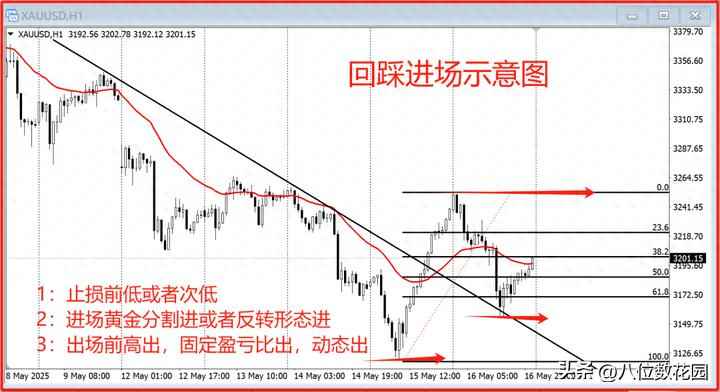 XAUUSD,H1
XAUUSD,H1 3192.56 3202.78 3192.12 3201.15
回踩进场示意图
3379.70
3356.60
3333.50
3310.75
3287.65
3264.55
3241.45
3218.70
3201.15
3195.60
3172.50
3149.40
3126.65
0.0
23.6
38.2
50.0
61.8
100.0
1：止损前低或者次低
2：进场黄金分割进或者反转形态进
3：出场前高出，固定盈亏比出，动态出
8 May 2025
9 May 08:00
12 May 01:00
12 May 17:00
13 May 10:00
14 May 03:00
14 May 19:00
15 May 12:00
16 May 05:00
16 May
头条 @八位数花园